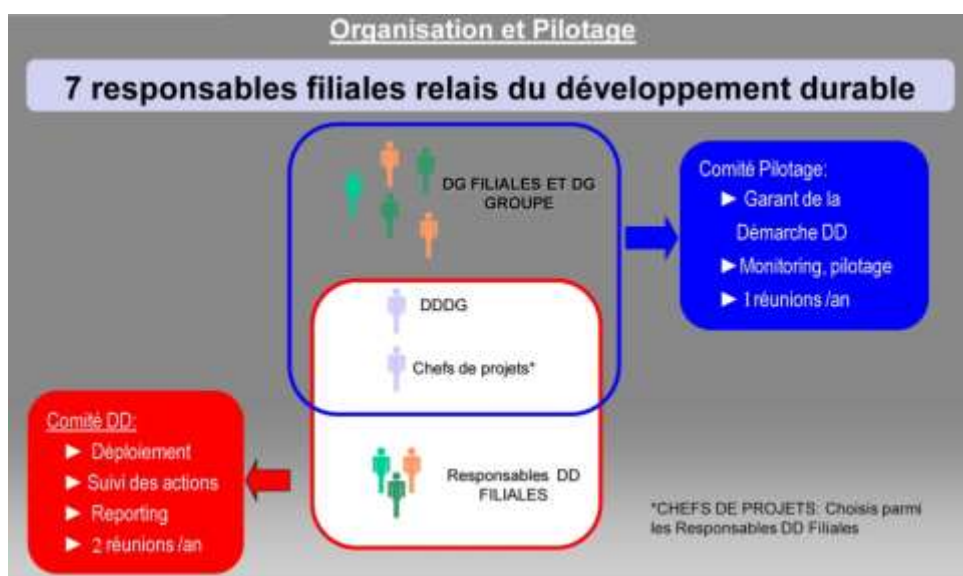 Organisation et Pilotage
7 responsables filiales relais du développement durable
DG FILIALES ET DG
GROUPE
Comité Pilotage:
► Garant de la
Démarche DD
► Monitoring, pilotage
► 1 réunions /an
DDDG
Chefs de projets*
Comité DD:
► Déploiement
► Suivi des actions
► Reporting
► 2 réunions /an
Responsables DD
FILIALES
*CHEFS DE PROJETS: Choisis parmi
les Responsables DD Filiales